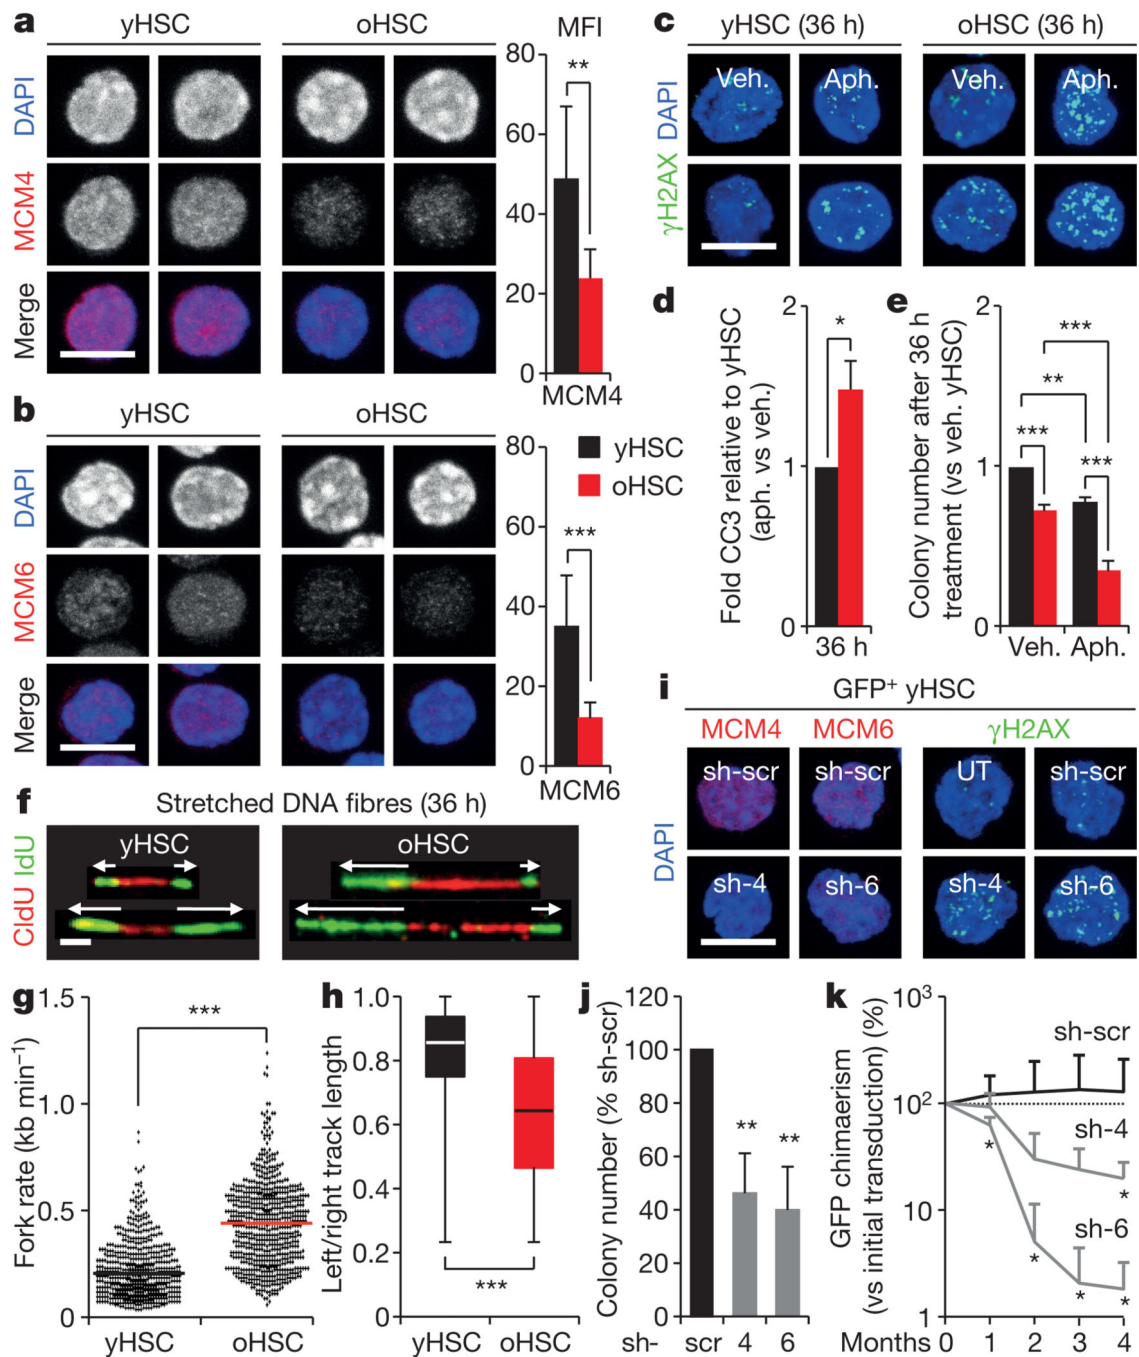 a
yHSC
oHSC
MFI
DAPI
MCM4
Merge
80
60
40
20
0
**
MCM4
b
yHSC
oHSC
DAPI
MCM6
Merge
80
60
40
20
0
yHSC
oHSC
***
MCM6
c
yHSC (36 h)
oHSC (36 h)
Veh.
Aph.
Veh.
Aph.
γH2AX DAPI
d
Fold CC3 relative to yHSC
(aph. vs veh.)
2
1
0
*
36 h
e
Colony number after 36 h
treatment (vs veh. yHSC)
2
1
0
***
**
***
***
Veh.
Aph.
f
Stretched DNA fibres (36 h)
CldU IdU
yHSC
oHSC
g
Fork rate (kb min−1)
1.5
1.0
0.5
0
***
yHSC
oHSC
h
Left/right track length
1.0
0.8
0.6
0.4
0.2
0
***
yHSC
oHSC
i
GFP+ yHSC
MCM4
MCM6
γH2AX
DAPI
sh-scr
sh-scr
UT
sh-scr
sh-4
sh-6
sh-4
sh-6
j
Colony number (% sh-scr)
120
100
80
60
40
20
0
**
**
sh-
scr
4
6
k
GFP chimaerism
(vs initial transduction) (%)
10³
10²
10
1
sh-scr
sh-4
sh-6
*
*
*
*
*
Months
0
1
2
3
4